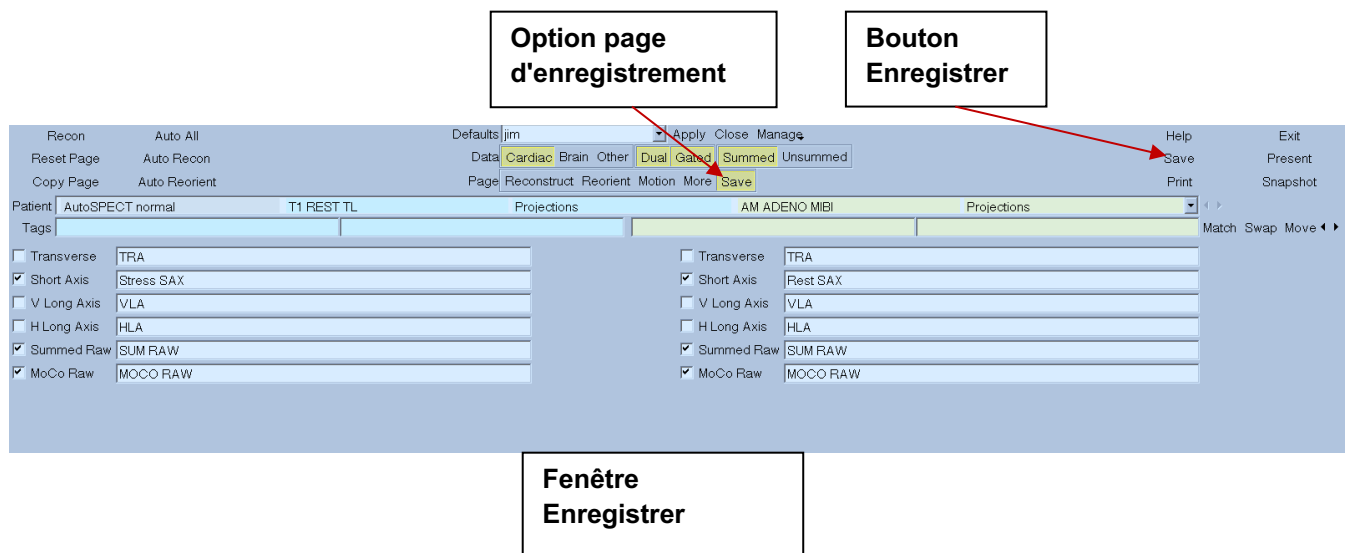 Option page
d'enregistrement
Bouton
Enregistrer
Recon Auto All Defaults jim Apply Close Manage Help Exit
Reset Page Auto Recon Data Cardiac Brain Other Dual Gated Summed Unsummed Save Present
Copy Page Auto Reorient Page Reconstruct Reorient Motion More Save Print Snapshot
Patient AutoSPECT normal T1 REST TL Projections AM ADENO MIBI Projections
Tags Match Swap Move
Transverse TRA Transverse TRA
Short Axis Stress SAX Short Axis Rest SAX
V Long Axis VLA V Long Axis VLA
H Long Axis HLA H Long Axis HLA
Summed Raw SUM RAW Summed Raw SUM RAW
MoCo Raw MOCO RAW MoCo Raw MOCO RAW
Fenêtre
Enregistrer